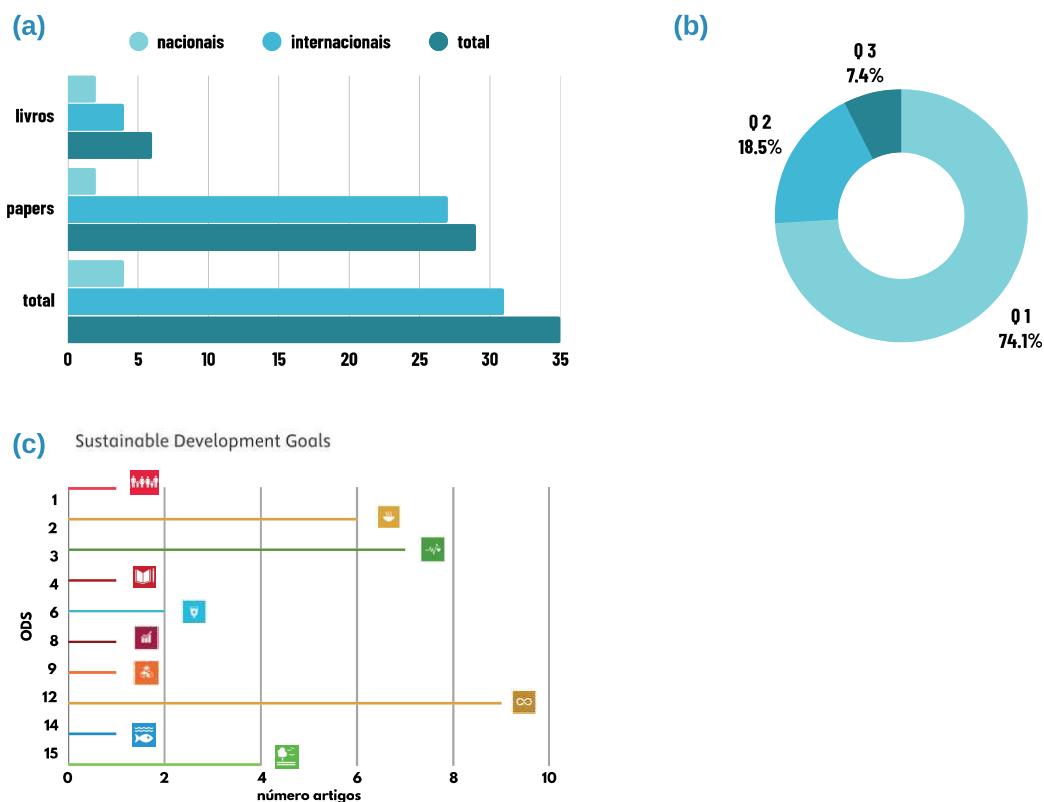 (a)
nacionais internacionais total
livros
papers
total
0 5 10 15 20 25 30 35
(b)
Q 3
7.4%
Q 2
18.5%
Q 1
74.1%
(c) Sustainable Development Goals
ODS
1
2
3
4
6
8
9
12
14
15
0 2 4 6 8 10
número artigos